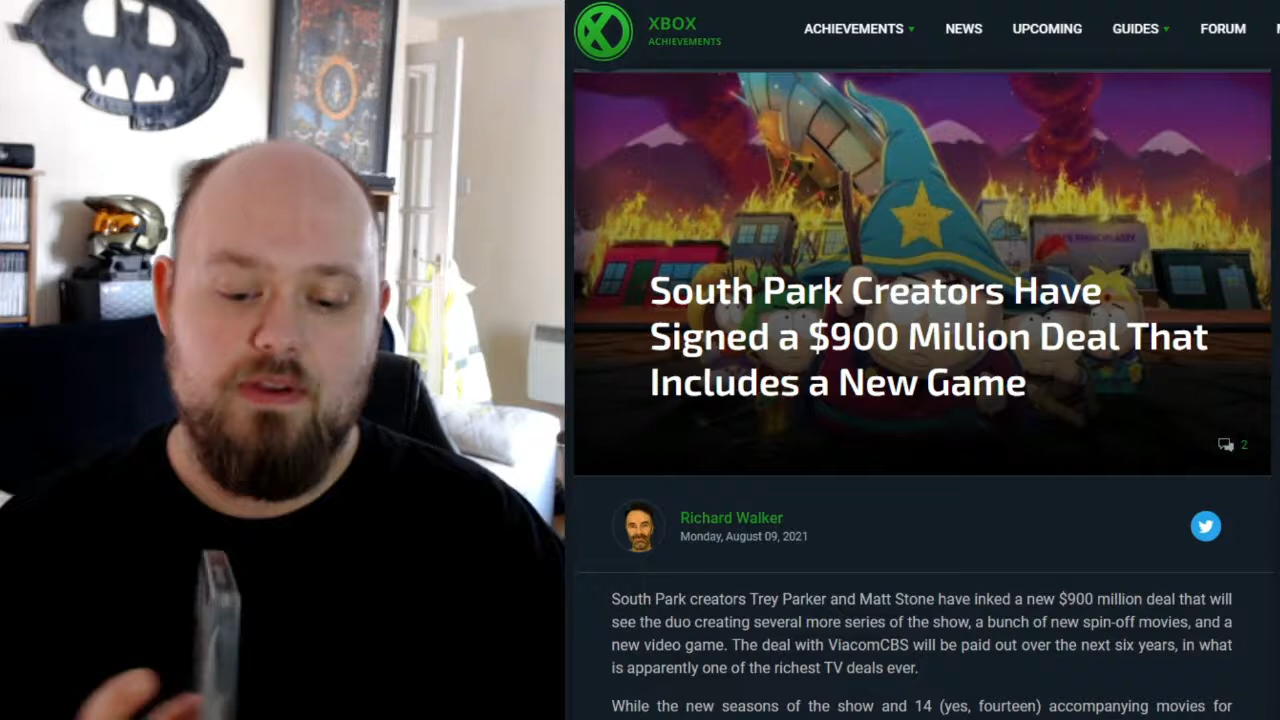 XBOX
ACHIEVEMENTS
ACHIEVEMENTS NEWS UPCOMING GUIDES FORUM
South Park Creators Have
Signed a $900 Million Deal That
Includes a New Game
2
Richard Walker
Monday, August 09, 2021
South Park creators Trey Parker and Matt Stone have inked a new $900 million deal that will
see the duo creating several more series of the show, a bunch of new spin-off movies, and a
new video game. The deal with ViacomCBS will be paid out over the next six years, in what
is apparently one of the richest TV deals ever.
While the new seasons of the show and 14 (yes, fourteen) accompanying movies for